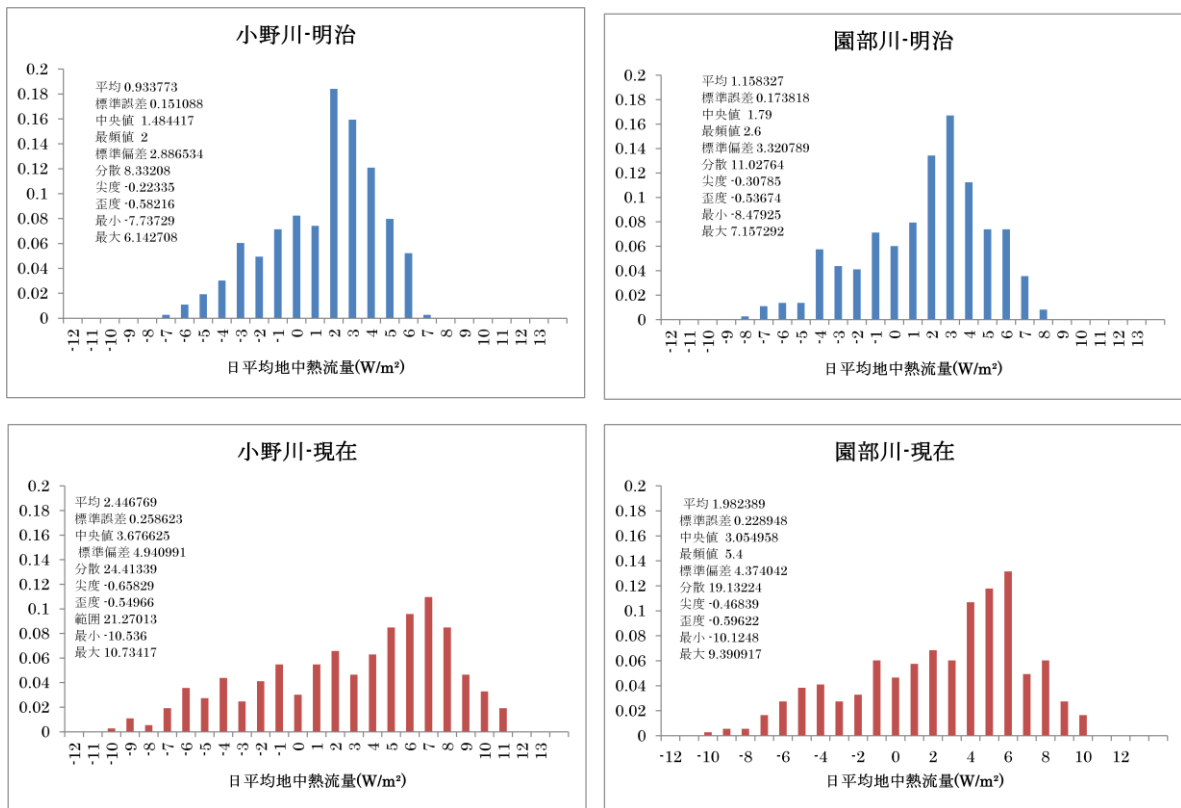 小野川-明治
0.2
0.18
0.16
0.14
0.12
0.1
0.08
0.06
0.04
0.02
0
平均 0.933773
標準誤差 0.151088
中央値 1.484417
最頻値 2
標準偏差 2.886534
分散 8.33208
尖度 -0.22335
歪度 -0.58216
最小 -7.73729
最大 6.142708
-12 -11 -10 -9 -8 -7 -6 -5 -4 -3 -2 -1 0 1 2 3 4 5 6 7 8 9 10 11 12 13
日平均地中熱流量(W/m²)
園部川-明治
0.2
0.18
0.16
0.14
0.12
0.1
0.08
0.06
0.04
0.02
0
平均 1.158327
標準誤差 0.173818
中央値 1.79
最頻値 2.6
標準偏差 3.320789
分散 11.02764
尖度 -0.30785
歪度 -0.53674
最小 -8.47925
最大 7.157292
-12 -11 -10 -9 -8 -7 -6 -5 -4 -3 -2 -1 0 1 2 3 4 5 6 7 8 9 10 11 12 13
日平均地中熱流量(W/m²)
小野川-現在
0.2
0.18
0.16
0.14
0.12
0.1
0.08
0.06
0.04
0.02
0
平均 2.446769
標準誤差 0.258623
中央値 3.676625
標準偏差 4.940991
分散 24.41339
尖度 -0.65829
歪度 -0.54966
範囲 21.27013
最小 -10.536
最大 10.73417
-12 -11 -10 -9 -8 -7 -6 -5 -4 -3 -2 -1 0 1 2 3 4 5 6 7 8 9 10 11 12 13
日平均地中熱流量(W/m²)
園部川-現在
0.2
0.18
0.16
0.14
0.12
0.1
0.08
0.06
0.04
0.02
0
平均 1.982389
標準誤差 0.228948
中央値 3.054958
最頻値 5.4
標準偏差 4.374042
分散 19.13224
尖度 -0.46839
歪度 -0.59622
最小 -10.1248
最大 9.390917
-12 -10 -8 -6 -4 -2 0 2 4 6 8 10 12
日平均地中熱流量(W/m²)